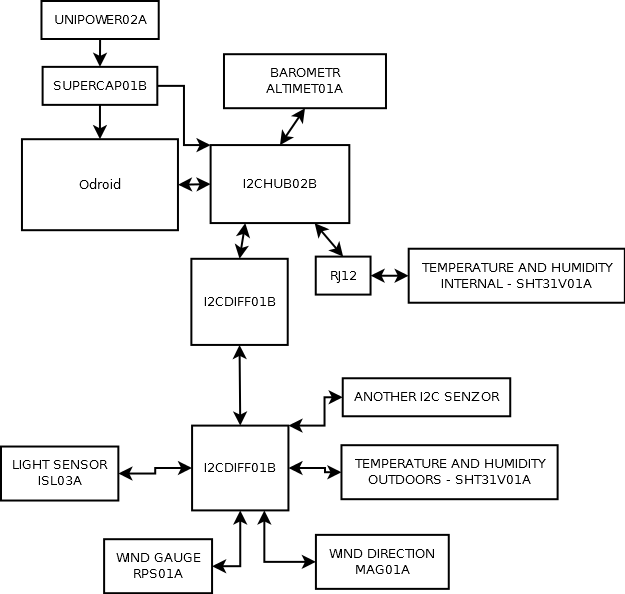 UNIPOWER02A
SUPERCAP01B
BAROMETR
ALTIMET01A
Odroid
I2CHUB02B
RJ12
TEMPERATURE AND HUMIDITY
INTERNAL - SHT31V01A
I2CDIFF01B
ANOTHER I2C SENZOR
I2CDIFF01B
LIGHT SENSOR
ISL03A
TEMPERATURE AND HUMIDITY
OUTDOORS - SHT31V01A
WIND GAUGE
RPS01A
WIND DIRECTION
MAG01A